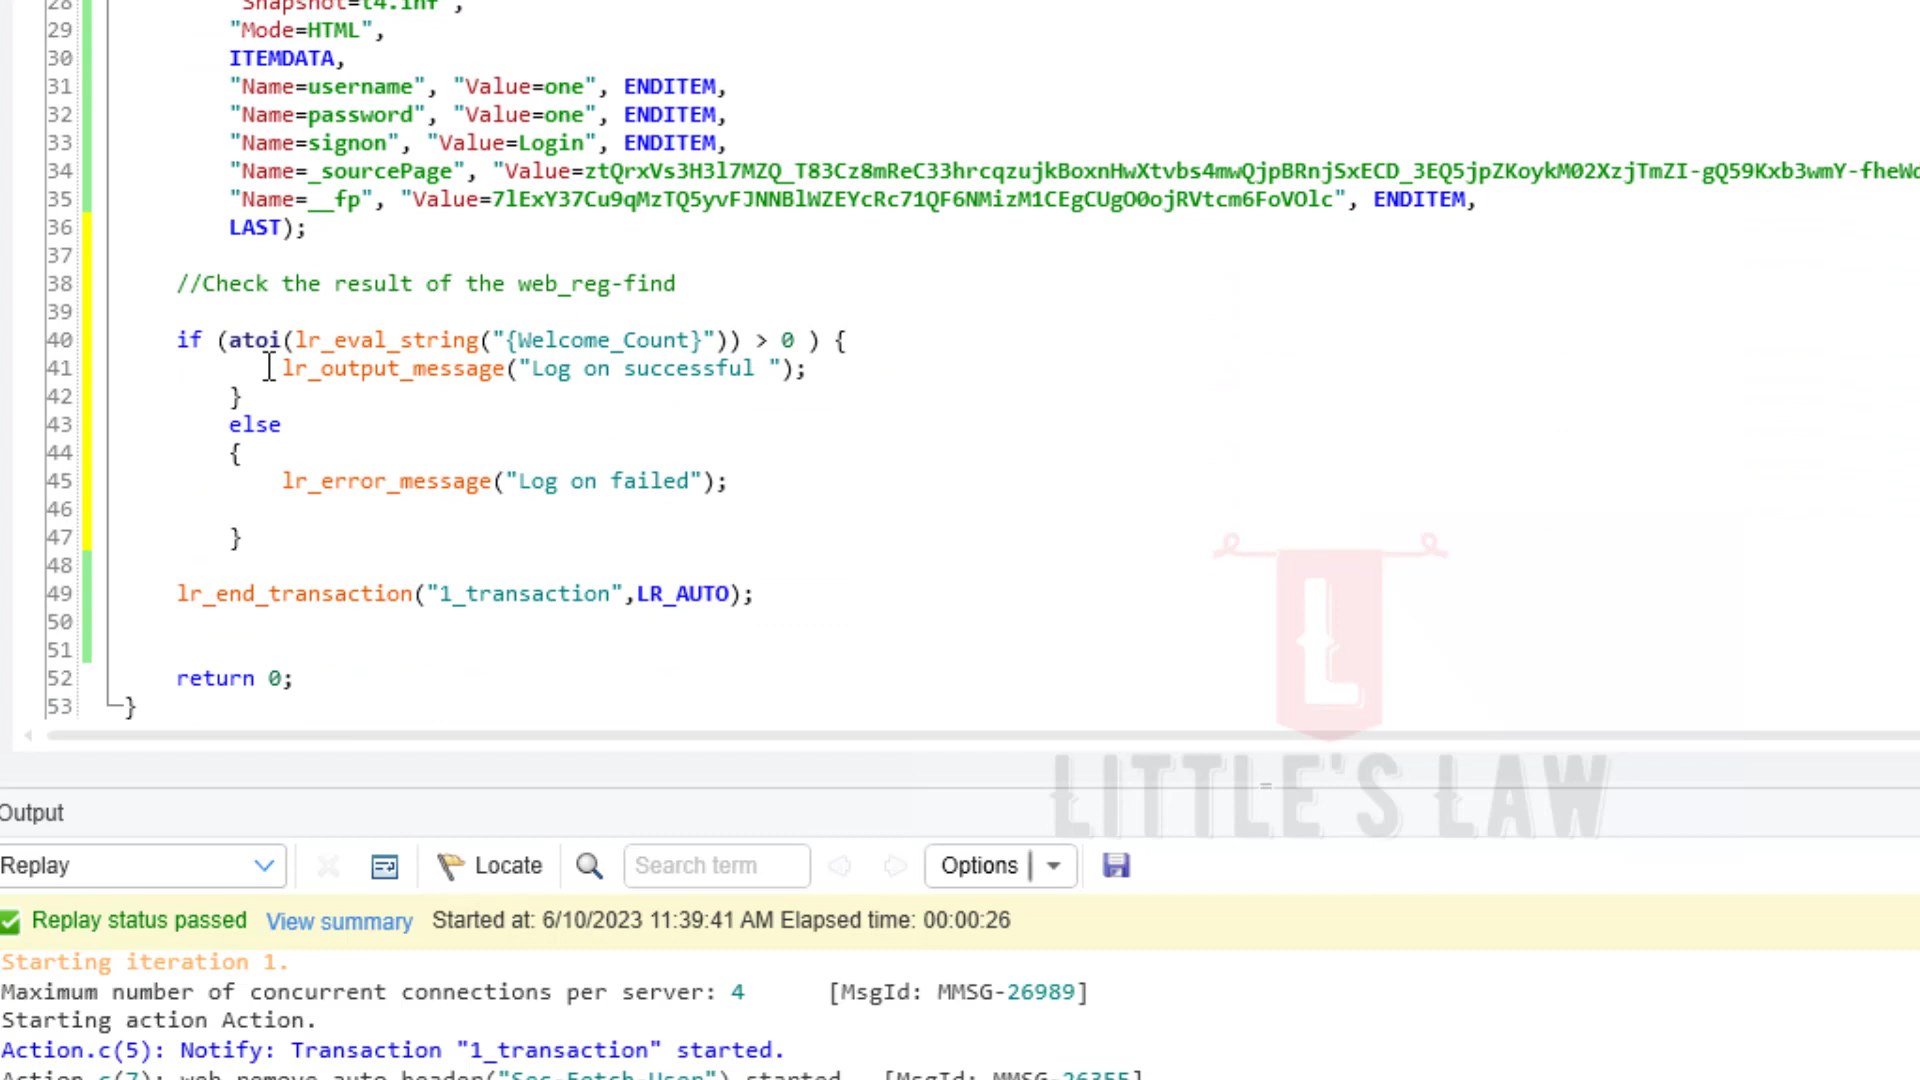 28 "Snapshot=t4.inf",
29 "Mode=HTML",
30 ITEMDATA,
31 "Name=username", "Value=one", ENDITEM,
32 "Name=password", "Value=one", ENDITEM,
33 "Name=signon", "Value=Login", ENDITEM,
34 "Name=_sourcePage", "Value=ztQrxVs3H3l7MZQ_T83Cz8mReC33hrcqzujkBoxnHwXtvbs4mwQjpBRnjSxECD_3EQ5jpZKoykM02XzjTmZI-gQ59Kxb3wmY-fheWo
35 "Name=__fp", "Value=7lExY37Cu9qMzTQ5yvFJNNBlWZEYcRc71QF6NMizM1CEgCUgO0ojRVtcm6FoVOlc", ENDITEM,
36 LAST);
37
38 //Check the result of the web_reg-find
39
40 if (atoi(lr_eval_string("{Welcome_Count}")) > 0 ) {
41 lr_output_message("Log on successful ");
42 }
43 else
44 {
45 lr_error_message("Log on failed");
46
47 }
48
49 lr_end_transaction("1_transaction",LR_AUTO);
50
51
52 return 0;
53 }
L
LITTLE'S LAW
Output
Replay Locate Search term Options
Replay status passed View summary Started at: 6/10/2023 11:39:41 AM Elapsed time: 00:00:26
Starting iteration 1.
Maximum number of concurrent connections per server: 4 [MsgId: MMSG-26989]
Starting action Action.
Action.c(5): Notify: Transaction "1_transaction" started.
Action.c(7): web_remove_auto_header("Sec-Fetch-User") started [MsgId: MMSG-26355]